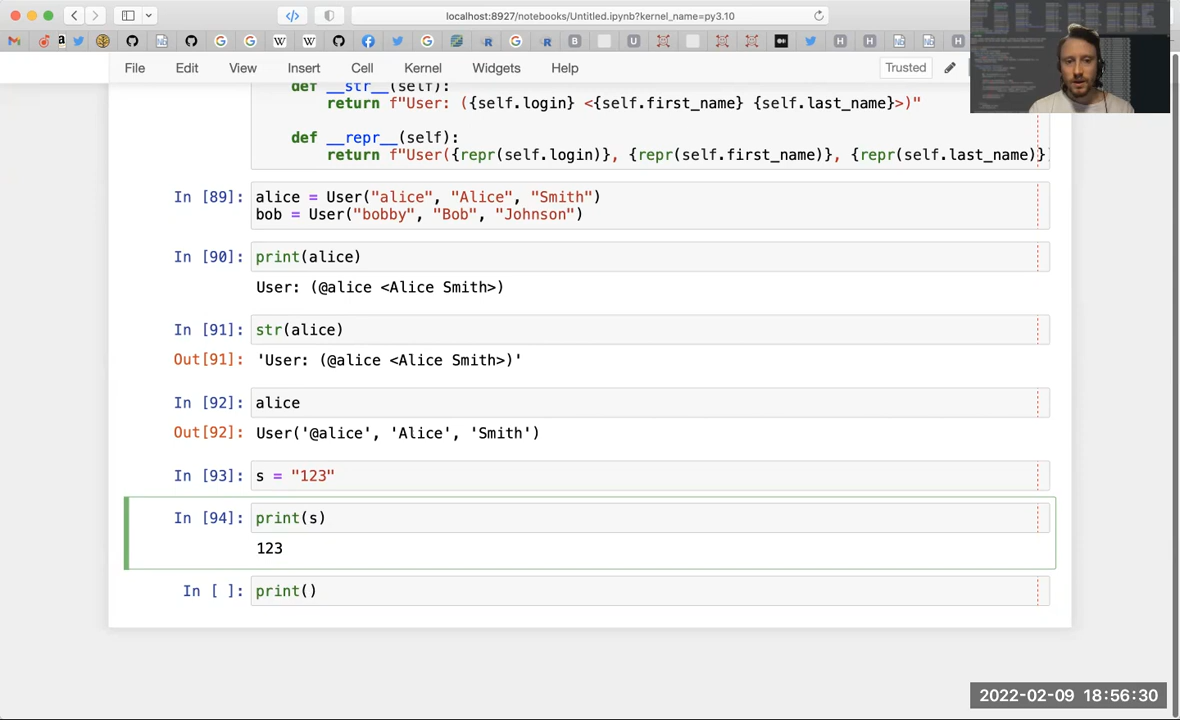 localhost:8927/notebooks/Untitled.ipynb?kernel_name=py3.10
File Edit View Insert Cell Kernel Widgets Help Trusted
def __str__(self):
return f"User: ({self.login} <{self.first_name} {self.last_name}>)"
def __repr__(self):
return f"User({repr(self.login)}, {repr(self.first_name)}, {repr(self.last_name)}
In [89]: alice = User("alice", "Alice", "Smith")
bob = User("bobby", "Bob", "Johnson")
In [90]: print(alice)
User: (@alice <Alice Smith>)
In [91]: str(alice)
Out[91]: 'User: (@alice <Alice Smith>)'
In [92]: alice
Out[92]: User('@alice', 'Alice', 'Smith')
In [93]: s = "123"
In [94]: print(s)
123
In [ ]: print()
2022-02-09 18:56:30